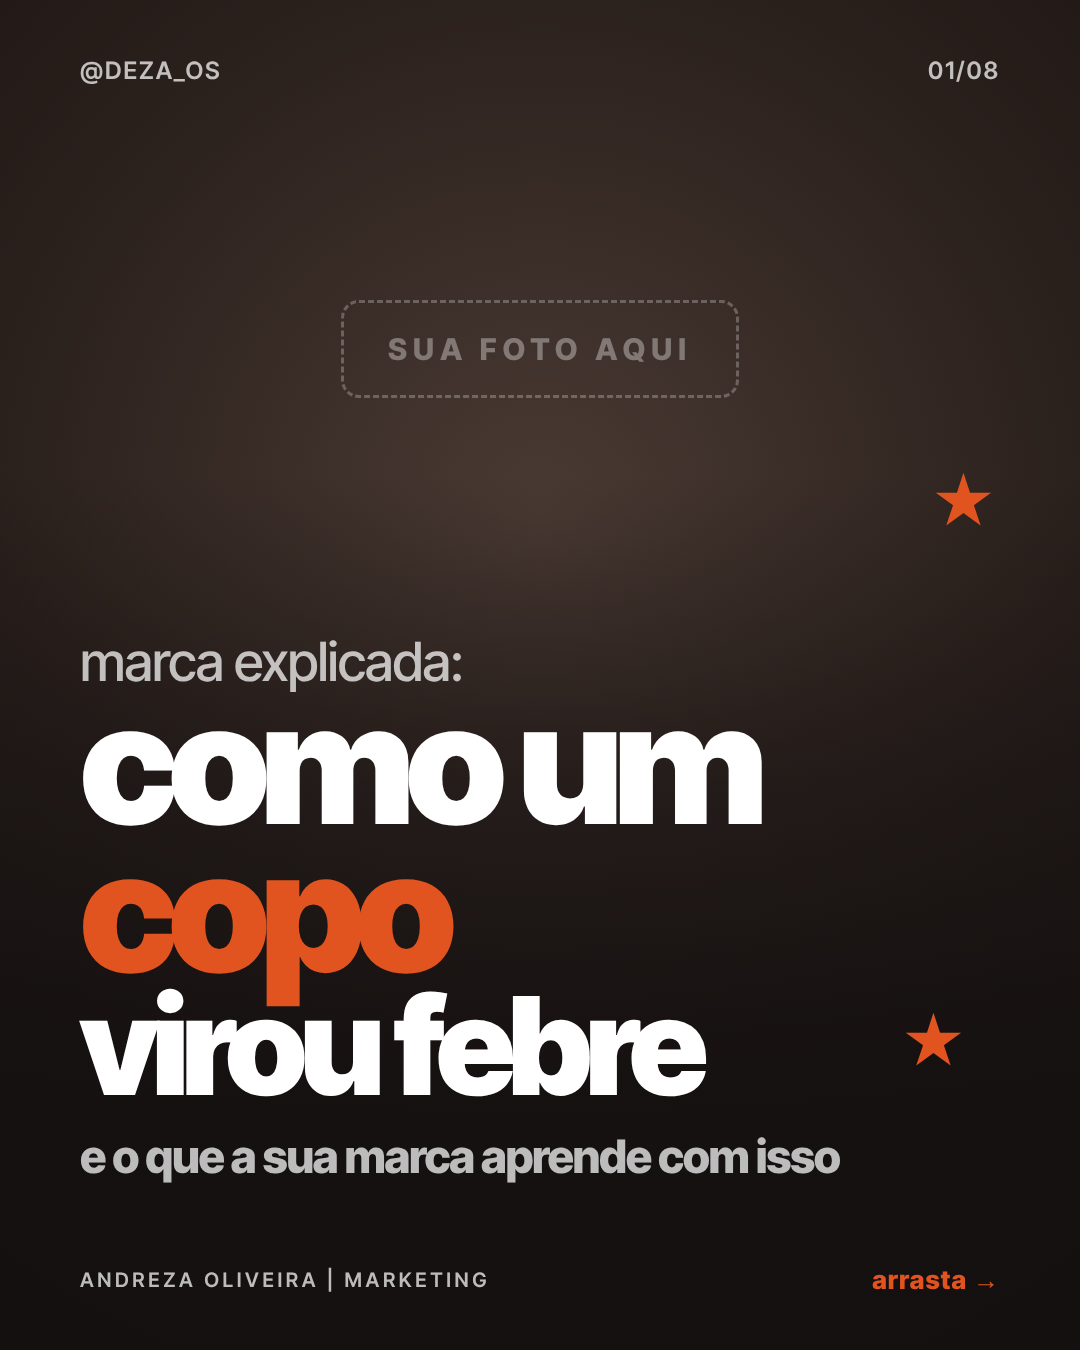 @DEZA_OS
01/08
SUA FOTO AQUI
marca explicada:
como um
copo
virou febre
e o que a sua marca aprende com isso
ANDREZA OLIVEIRA | MARKETING
arrasta →